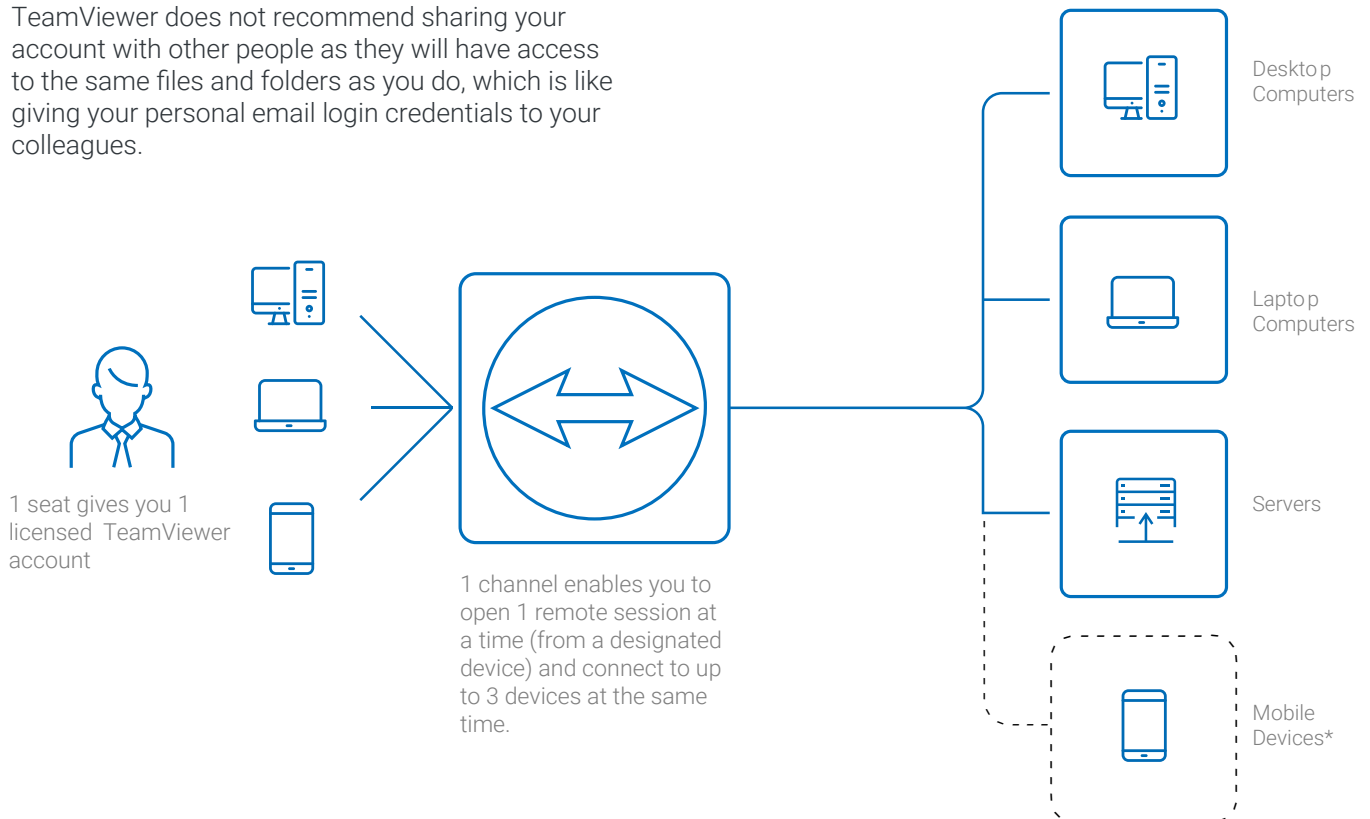 TeamViewer does not recommend sharing your
account with other people as they will have access
to the same files and folders as you do, which is like
giving your personal email login credentials to your
colleagues.
Desktop
Computers
Laptop
Computers
1 seat gives you 1
licensed TeamViewer
account
Servers
1 channel enables you to
open 1 remote session at
a time (from a designated
device) and connect to up
to 3 devices at the same
time.
Mobile
Devices*